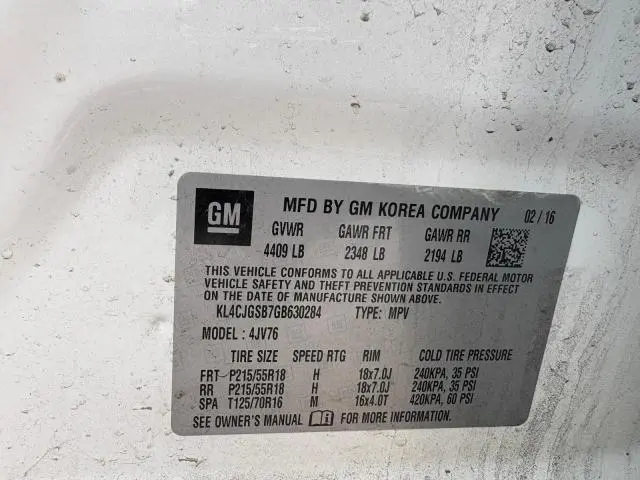 GM MFD BY GM KOREA COMPANY 02/16
GVWR GAWR FRT GAWR RR
4409 LB 2348 LB 2194 LB
THIS VEHICLE CONFORMS TO ALL APPLICABLE U.S. FEDERAL MOTOR
VEHICLE SAFETY AND THEFT PREVENTION STANDARDS IN EFFECT
ON THE DATE OF MANUFACTURE SHOWN ABOVE.
KL4CJGSB7GB630284 TYPE: MPV
MODEL: 4JV76
TIRE SIZE SPEED RTG RIM COLD TIRE PRESSURE
FRT P215/55R18 H 18x7.0J 240KPA, 35 PSI
RR P215/55R18 H 18x7.0J 240KPA, 35 PSI
SPA T125/70R16 M 16x4.0T 420KPA, 60 PSI
SEE OWNER'S MANUAL FOR MORE INFORMATION